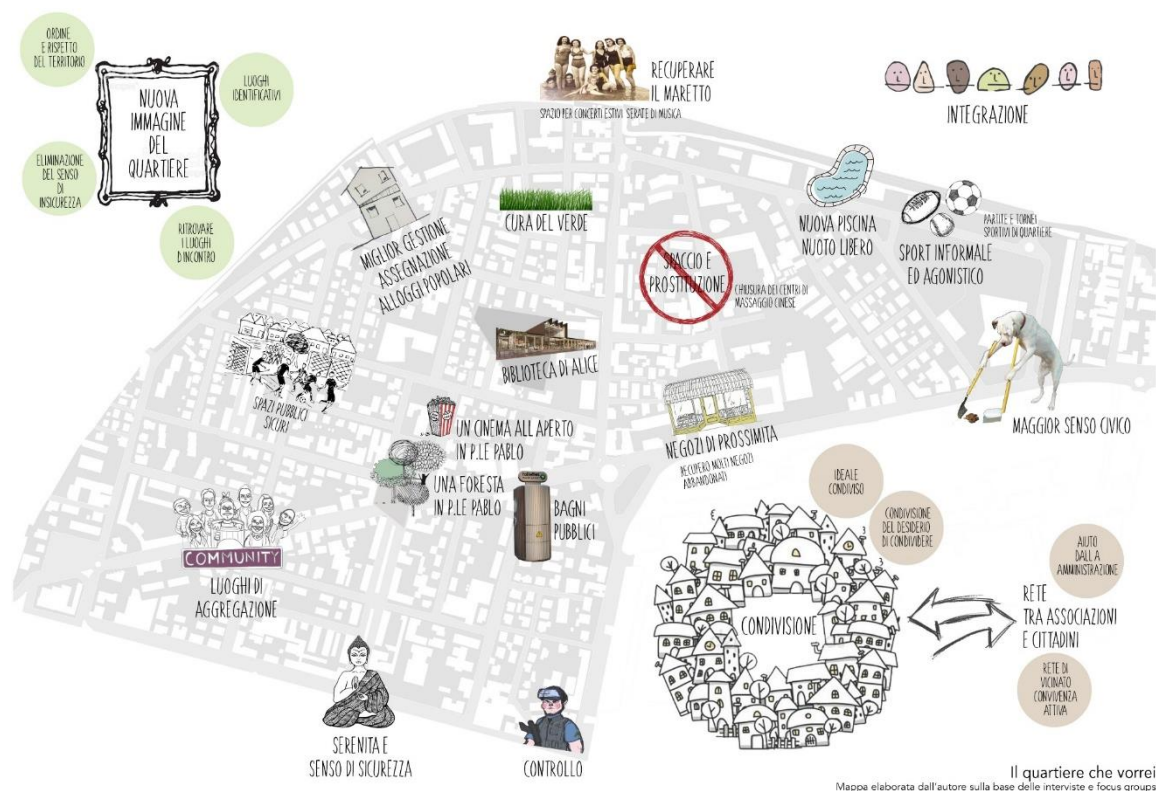 ORDINE
E RISPETTO
DEL TERRITORIO
LUOGHI
IDENTIFICATIVI
NUOVA
IMMAGINE
DEL
QUARTIERE
ELIMINAZIONE
DEL SENSO
DI
INSICUREZZA
RITROVARE
I LUOGHI
D'INCONTRO
RECUPERARE
IL MARETTO
SPAZIO PER CONCERTI ESTIVI SERATE DI MUSICA
INTEGRAZIONE
MIGLIOR GESTIONE
ASSEGNAZIONE
ALLOGGI POPOLARI
CURA DEL VERDE
SPACCIO E
PROSTITUZIONE
CHIUSURA DEI CENTRI DI
MASSAGGIO CINESE
NUOVA PISCINA
NUOTO LIBERO
PARTITE E TORNEI
SPORTIVI DI QUARTIERE
SPORT INFORMALE
ED AGONISTICO
SPAZI PUBBLICI
SICURI
BIBLIOTECA DI ALICE
NEGOZI DI PROSSIMITA
RECUPERO MOLTI NEGOZI
ABBANDONATI
MAGGIOR SENSO CIVICO
UN CINEMA ALL APERTO
IN P.LE PABLO
UNA FORESTA
IN P.LE PABLO
BAGNI
PUBBLICI
COMMUNITY
LUOGHI DI
AGGREGAZIONE
IDEALE
CONDIVISO
CONDIVISIONE
DEL DESIDERIO
DI CONDIVIDERE
CONDIVISIONE
AIUTO
DALL A
AMMINISTRAZIONE
RETE
TRA ASSOCIAZIONI
E CITTADINI
RETE DI
VICINATO
CONVIVENZA
ATTIVA
SERENITA E
SENSO DI SICUREZZA
CONTROLLO
Il quartiere che vorrei
Mappa elaborata dall'autore sulla base delle interviste e focus groups